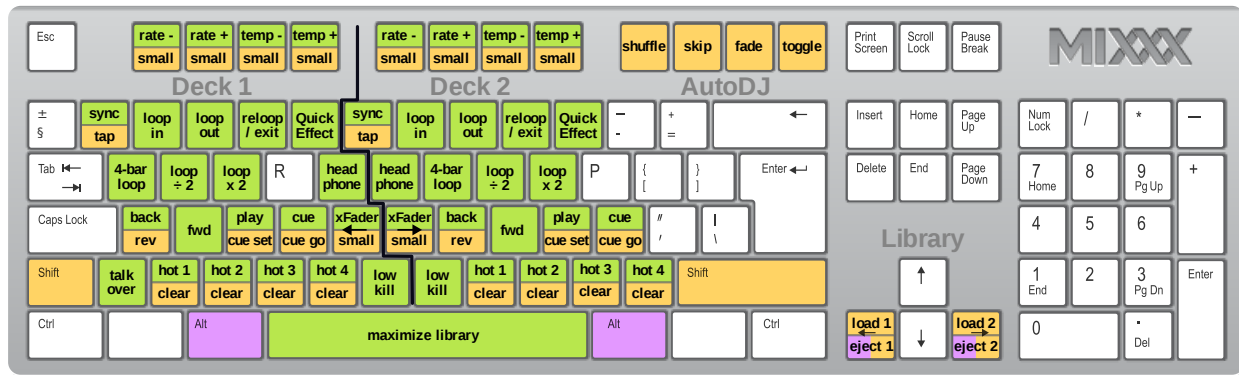 Esc
rate - rate + temp - temp +
small small small small
rate - rate + temp - temp +
small small small small
shuffle skip fade toggle
Print
Screen
Scroll
Lock
Pause
Break
MIXXX
Deck 1 Deck 2 AutoDJ
±
§
sync
tap
loop
in
loop
out
reloop
/ exit
Quick
Effect
sync
tap
loop
in
loop
out
reloop
/ exit
Quick
Effect
–
-
+
=
←
Insert Home Page
Up
Num
Lock
/ * —
Tab
4-bar
loop
loop
÷ 2
loop
x 2
R
head
phone
head
phone
4-bar
loop
loop
÷ 2
loop
x 2
P
{
[
}
]
Enter
Delete End Page
Down
7
Home
8
9
Pg Up
+
Caps Lock
back
rev
fwd
play
cue set
cue
cue go
xFader
←
small
xFader
→
small
back
rev
fwd
play
cue set
cue
cue go
"
'
|
\
Library
4 5 6
Shift
talk
over
hot 1
clear
hot 2
clear
hot 3
clear
hot 4
clear
low
kill
low
kill
hot 1
clear
hot 2
clear
hot 3
clear
hot 4
clear
Shift
↑
1
End
2
3
Pg Dn
Enter
Ctrl Alt maximize library Alt Ctrl
load 1
←
eject 1
↓
load 2
→
eject 2
0
.
Del